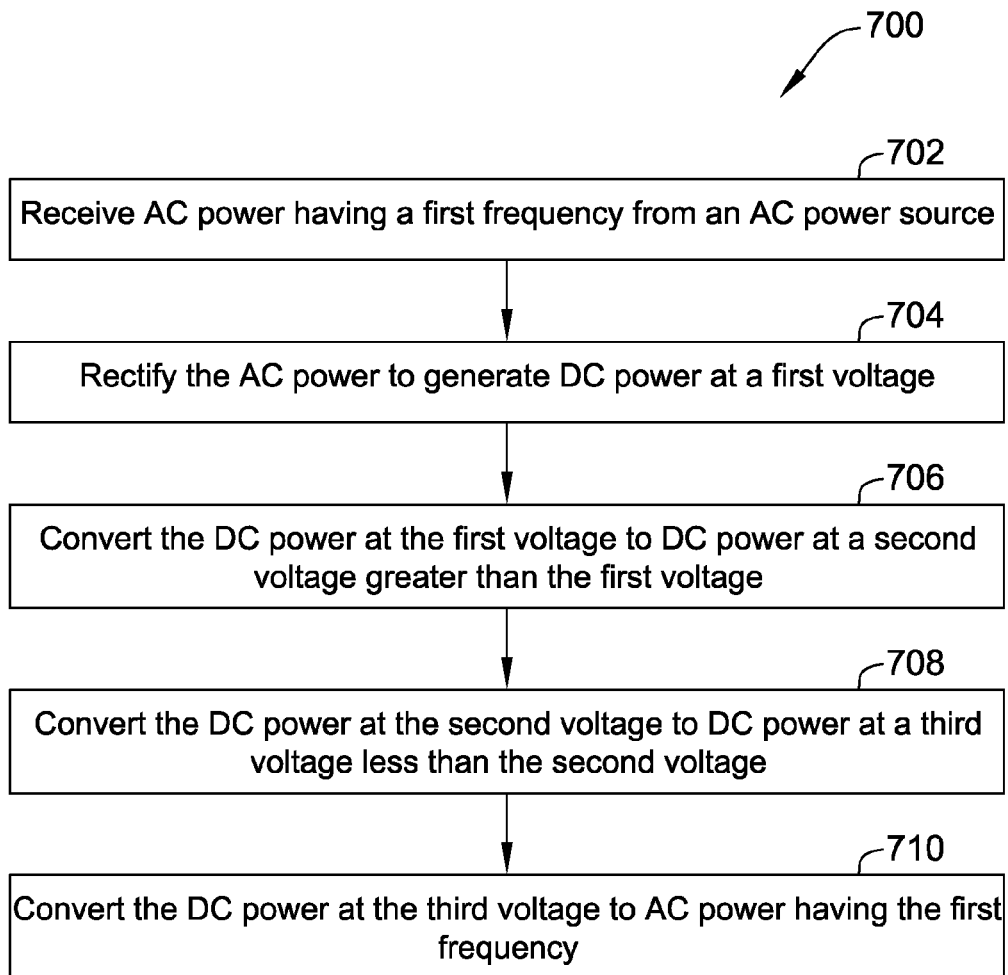 700
702
Receive AC power having a first frequency from an AC power source
704
Rectify the AC power to generate DC power at a first voltage
706
Convert the DC power at the first voltage to DC power at a second
voltage greater than the first voltage
708
Convert the DC power at the second voltage to DC power at a third
voltage less than the second voltage
710
Convert the DC power at the third voltage to AC power having the first
frequency